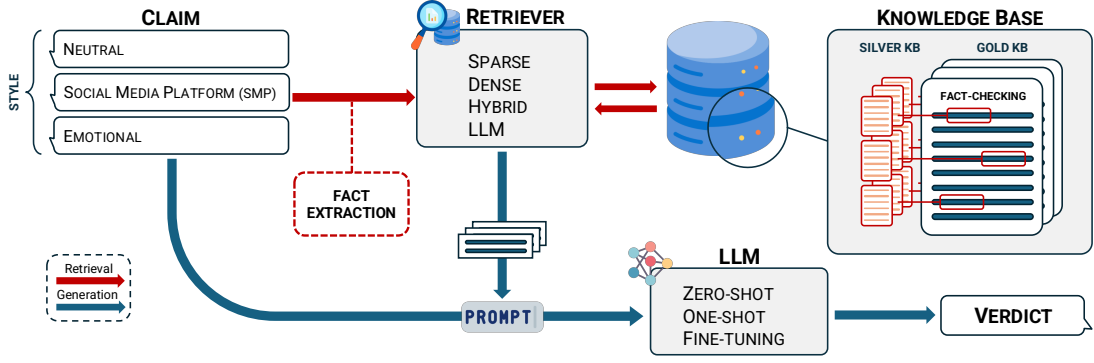 CLAIM
STYLE
NEUTRAL
SOCIAL MEDIA PLATFORM (SMP)
EMOTIONAL
FACT
EXTRACTION
RETRIEVER
SPARSE
DENSE
HYBRID
LLM
KNOWLEDGE BASE
SILVER KB
GOLD KB
FACT-CHECKING
Retrieval
Generation
PROMPT
LLM
ZERO-SHOT
ONE-SHOT
FINE-TUNING
VERDICT